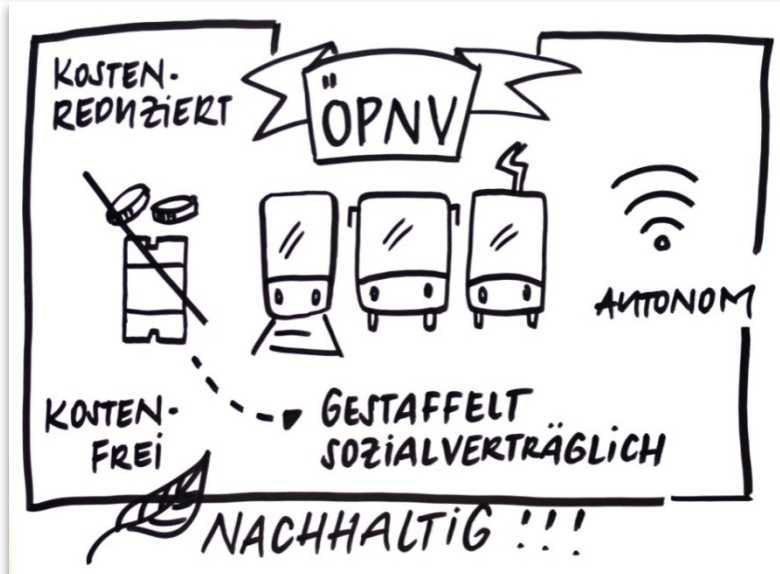 KOSTEN-
REDUZIERT
ÖPNV
AUTONOM
KOSTEN-
FREI
GESTAFFELT
SOZIALVERTRÄGLICH
NACHHALTIG !!!